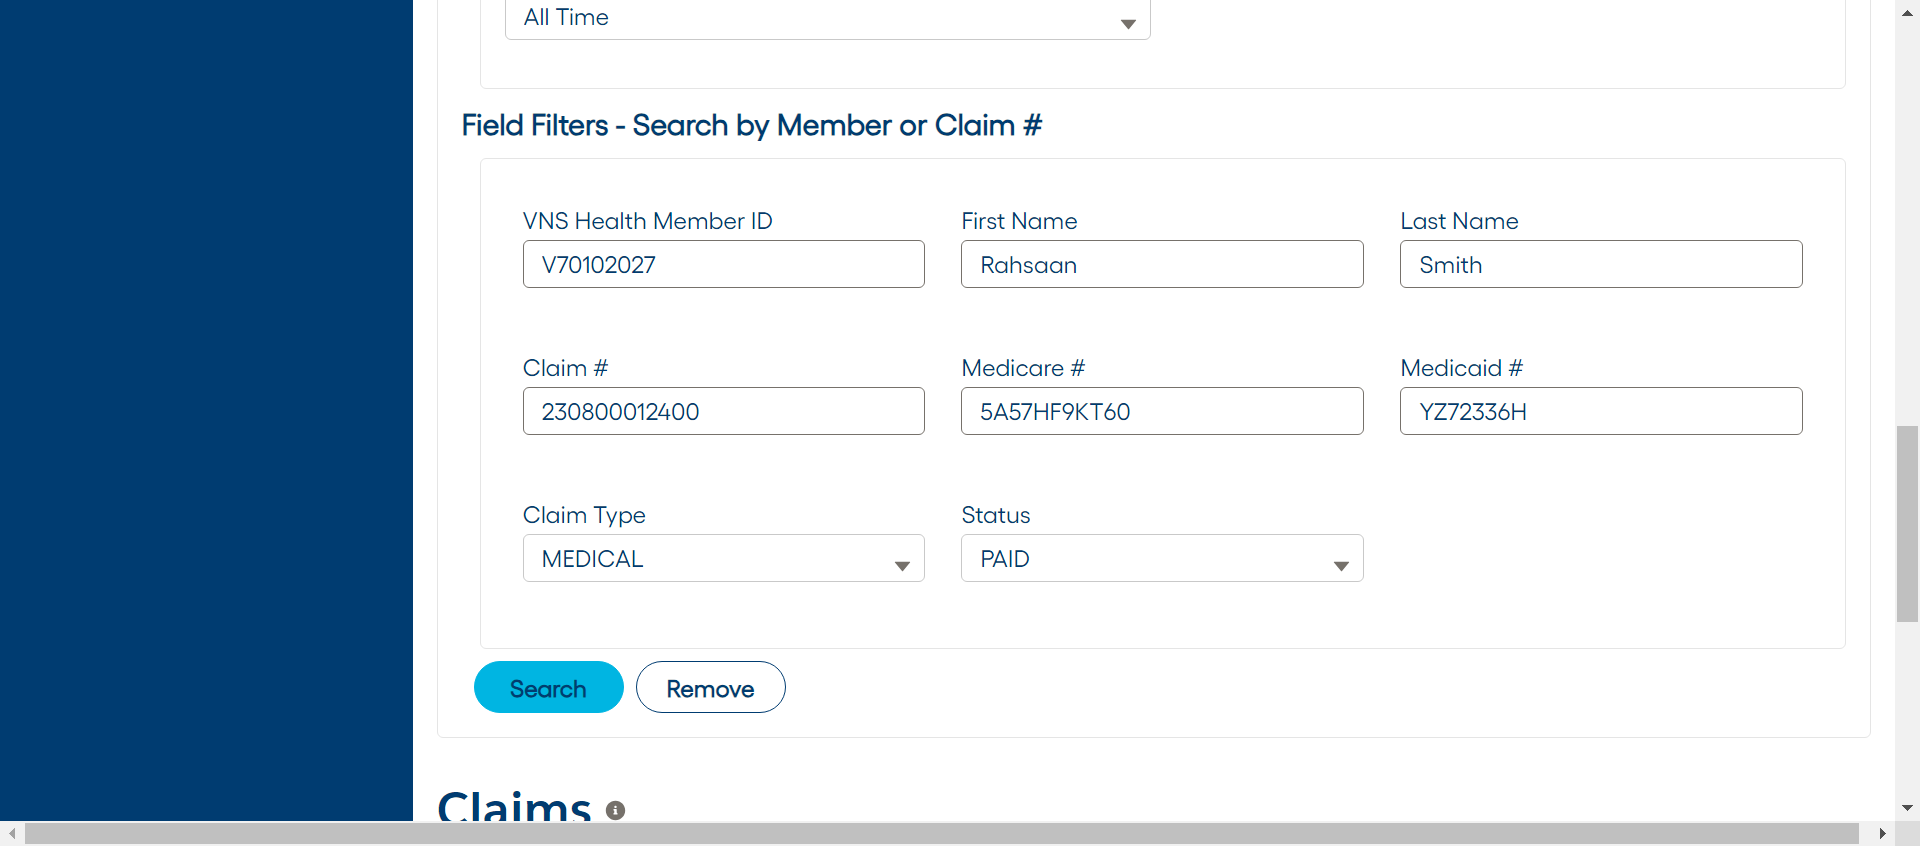 All Time
Field Filters - Search by Member or Claim #
VNS Health Member ID First Name Last Name
V70102027 Rahsaan Smith
Claim # Medicare # Medicaid #
230800012400 5A57HF9KT60 YZ72336H
Claim Type Status
MEDICAL PAID
Search Remove
Claims